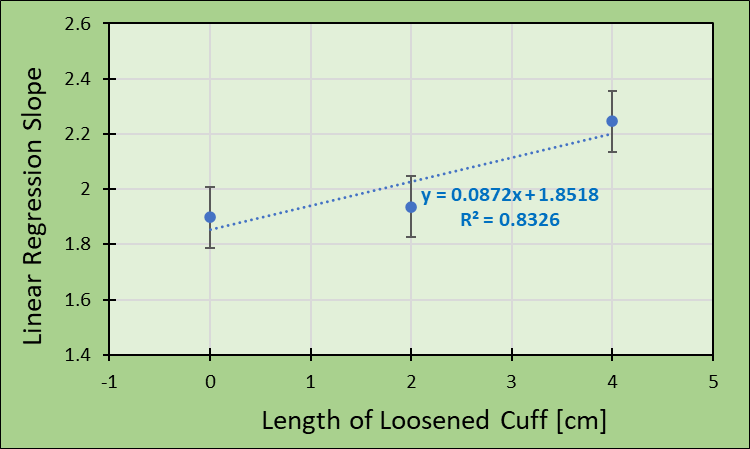 2.6
2.4
2.2
2
1.8
1.6
1.4
Linear Regression Slope
y = 0.0872x + 1.8518
R² = 0.8326
-1 0 1 2 3 4 5
Length of Loosened Cuff [cm]